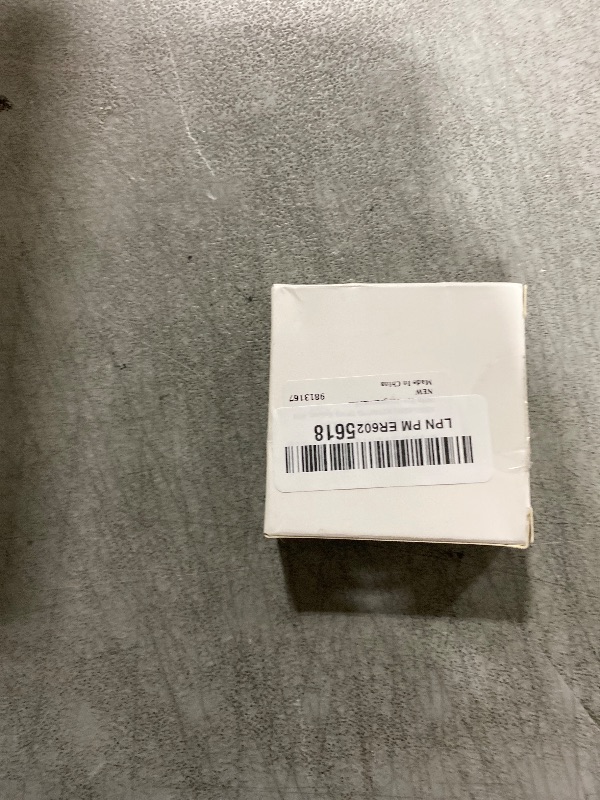 LPN PM ER6025618
NEW
9813167
Made In China